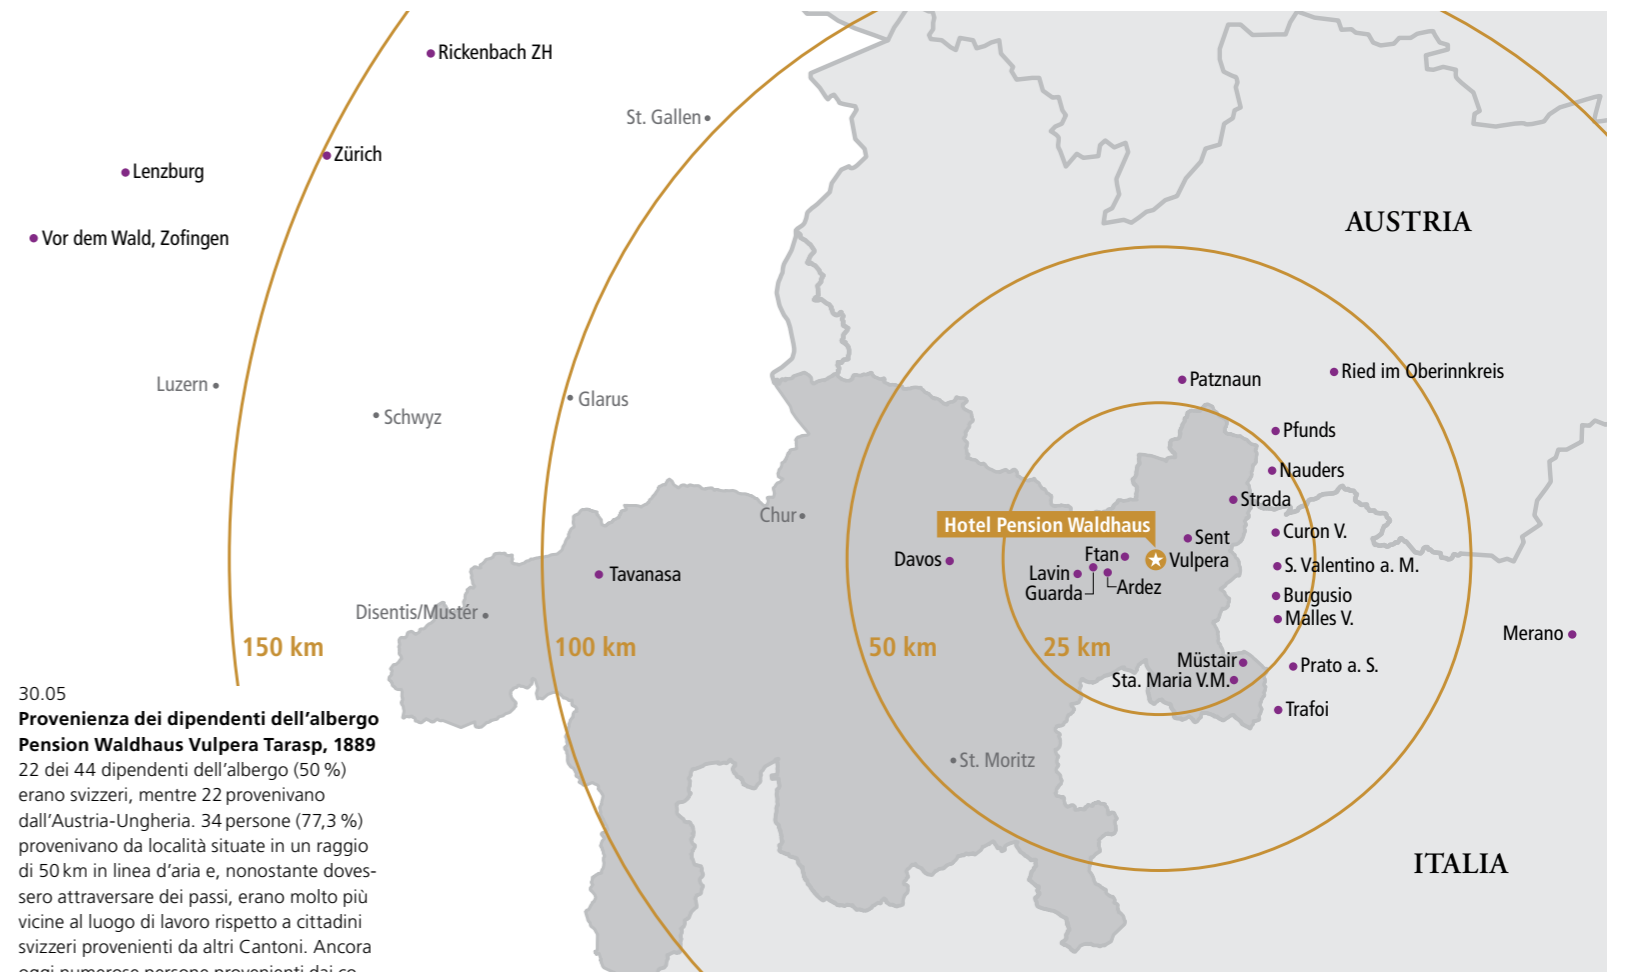 Rickenbach ZH
St. Gallen
Zürich
Lenzburg
Vor dem Wald, Zofingen
AUSTRIA
Patznaun
Ried im Oberinnkreis
Luzern
Schwyz
Glarus
Pfunds
Nauders
Strada
Chur
Hotel Pension Waldhaus
Curon V.
Sent
Davos
Ftan
Vulpera
S. Valentino a. M.
Lavin
Guarda
Ardez
Tavanasa
Burgusio
Malles V.
Disentis/Mustér
Merano
150 km
100 km
50 km
25 km
Müstair
Prato a. S.
Sta. Maria V.M.
Trafoi
St. Moritz
ITALIA
30.05
Provenienza dei dipendenti dell’albergo
Pension Waldhaus Vulpera Tarasp, 1889
22 dei 44 dipendenti dell’albergo (50 %)
erano svizzeri, mentre 22 provenivano
dall’Austria-Ungheria. 34 persone (77,3 %)
provenivano da località situate in un raggio
di 50 km in linea d’aria e, nonostante doves-
sero attraversare dei passi, erano molto più
vicine al luogo di lavoro rispetto a cittadini
svizzeri provenienti da altri Cantoni. Ancora
oggi numerose persone provenienti dai co-